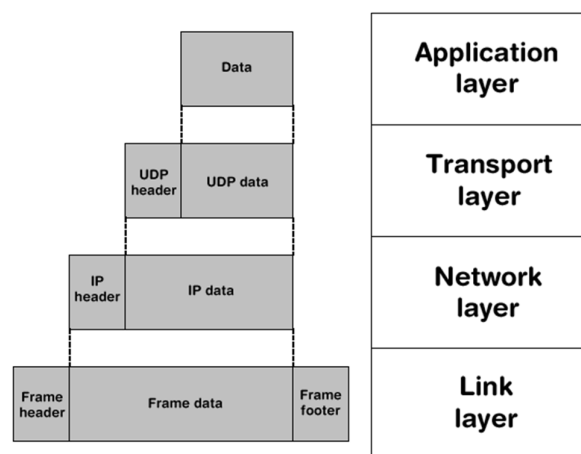 Data
Application
layer
UDP
header
UDP data
Transport
layer
IP
header
IP data
Network
layer
Frame
header
Frame data
Frame
footer
Link
layer